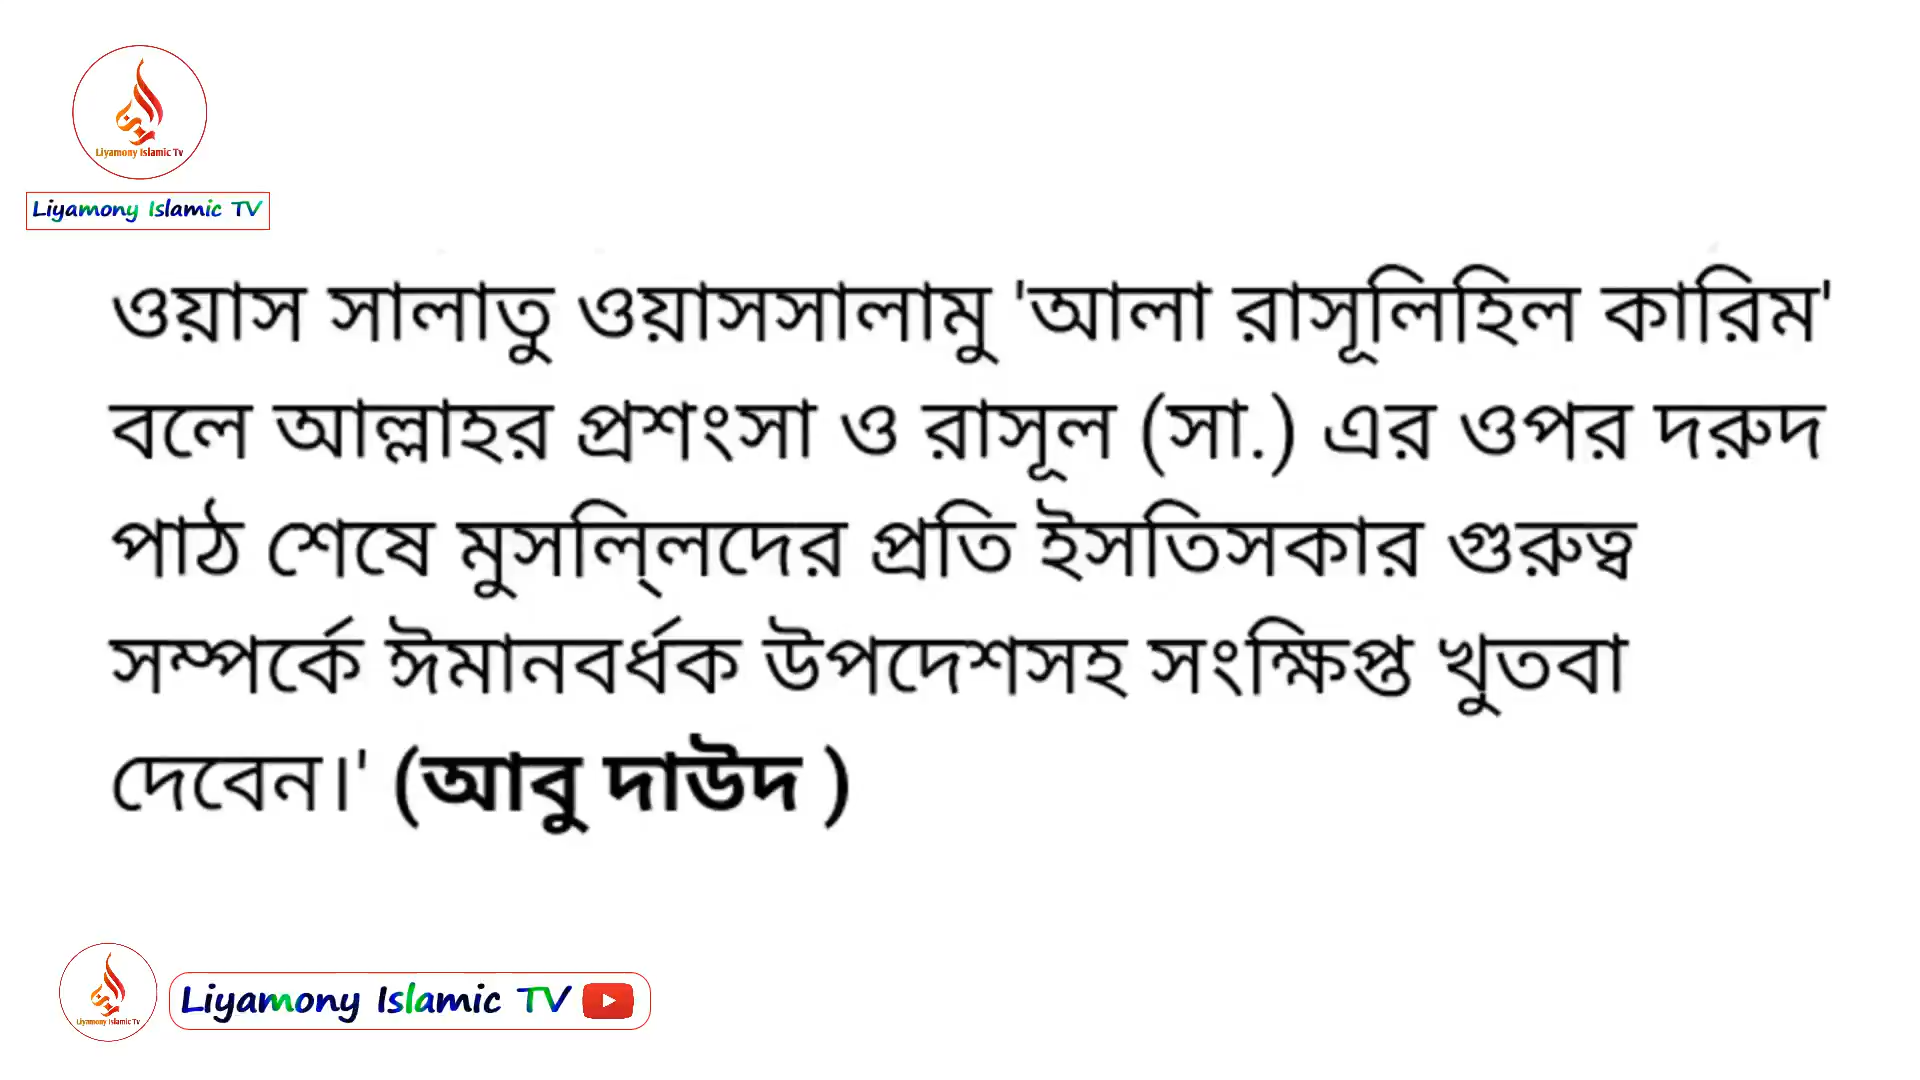 Liyamony Islamic Tv
Liyamony Islamic TV
ওয়াস সালাতু ওয়াসসালামু 'আলা রাসূলিহিল কারিম'
বলে আল্লাহর প্রশংসা ও রাসূল (সা.) এর ওপর দরুদ
পাঠ শেষে মুসলি্লদের প্রতি ইসতিসকার গুরুত্ব
সম্পর্কে ঈমানবর্ধক উপদেশসহ সংক্ষিপ্ত খুতবা
দেবেন।' (আবু দাউদ )
Liyamony Islamic Tv
Liyamony Islamic TV